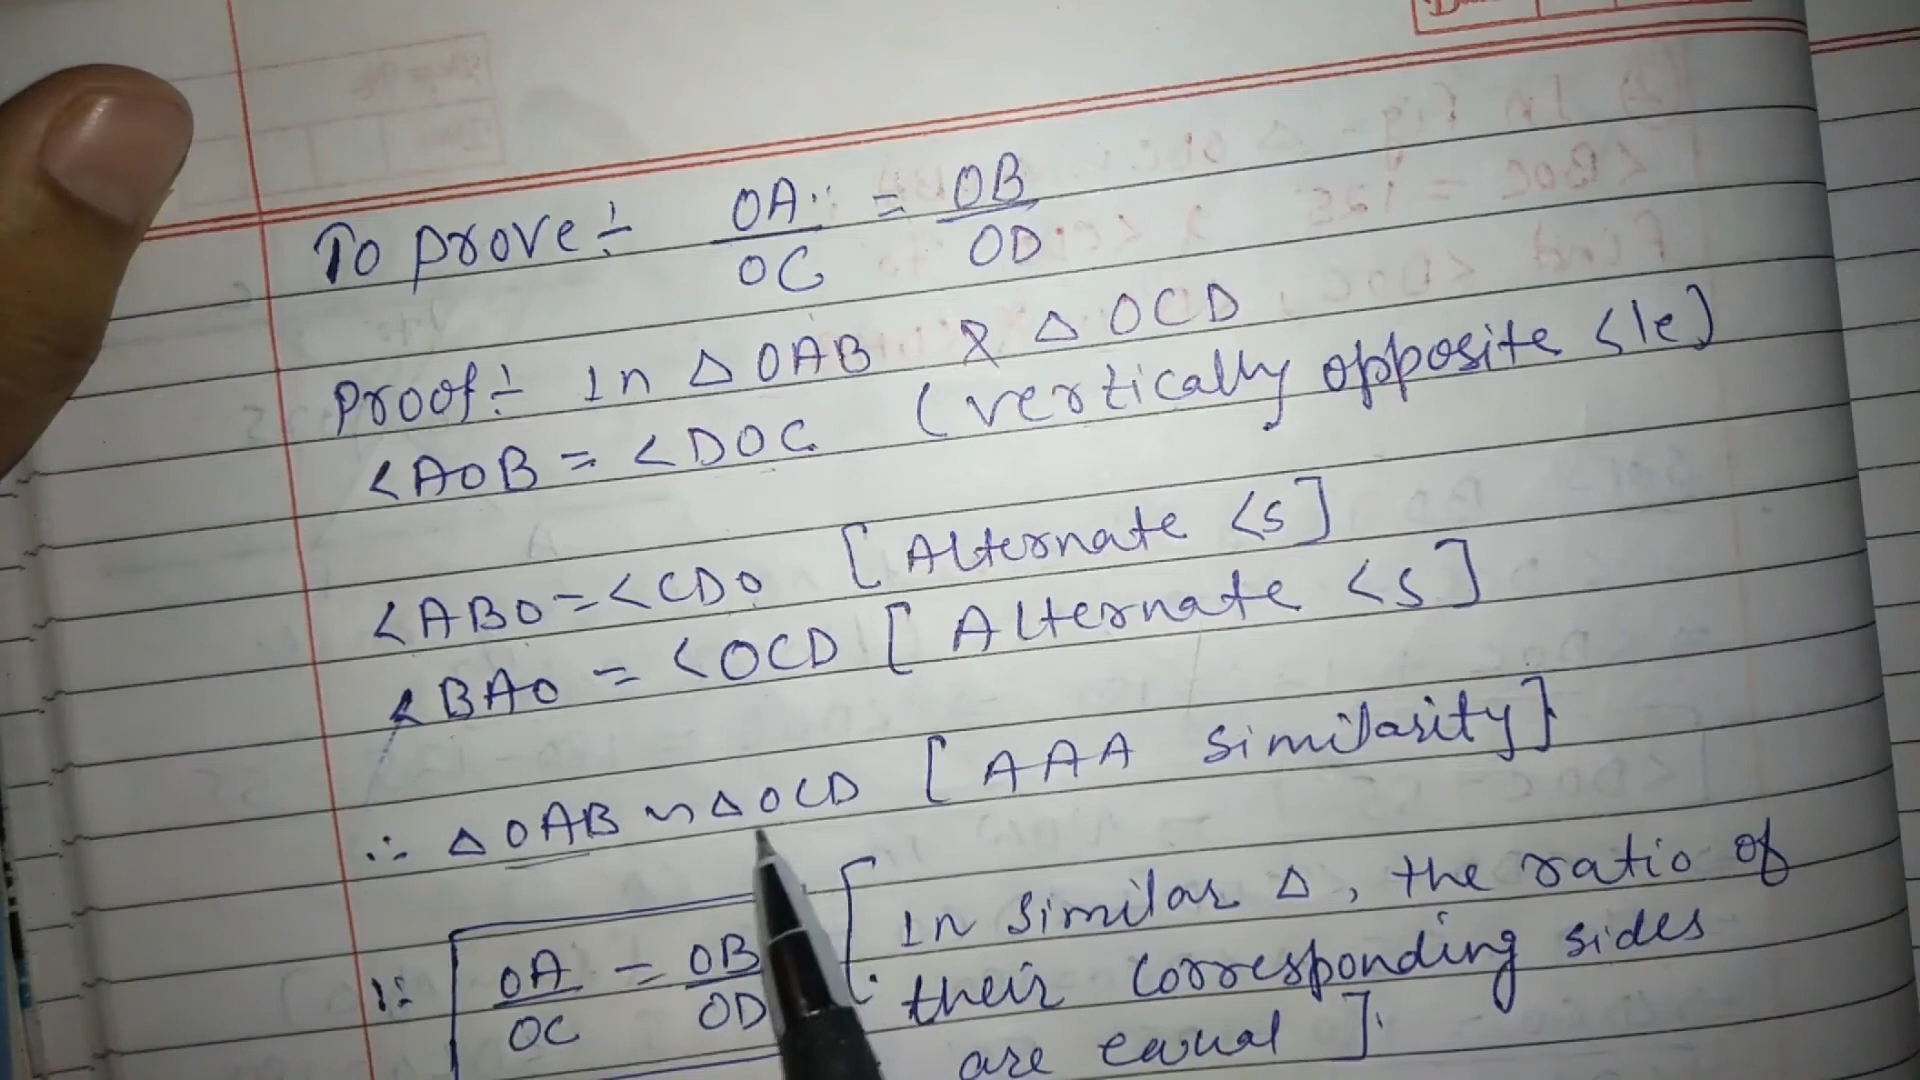 To prove÷ OA/OC = OB/OD
Proof÷ In △OAB & △OCD
<AOB = <DOC (vertically opposite <le)
<ABO = <CDO [Alternate <s]
<BAO = <OCD [Alternate <s]
∴ △OAB ~ △OCD [AAA similarity]
∴ OA/OC = OB/OD [In similar △, the ratio of
their corresponding sides
are equal].